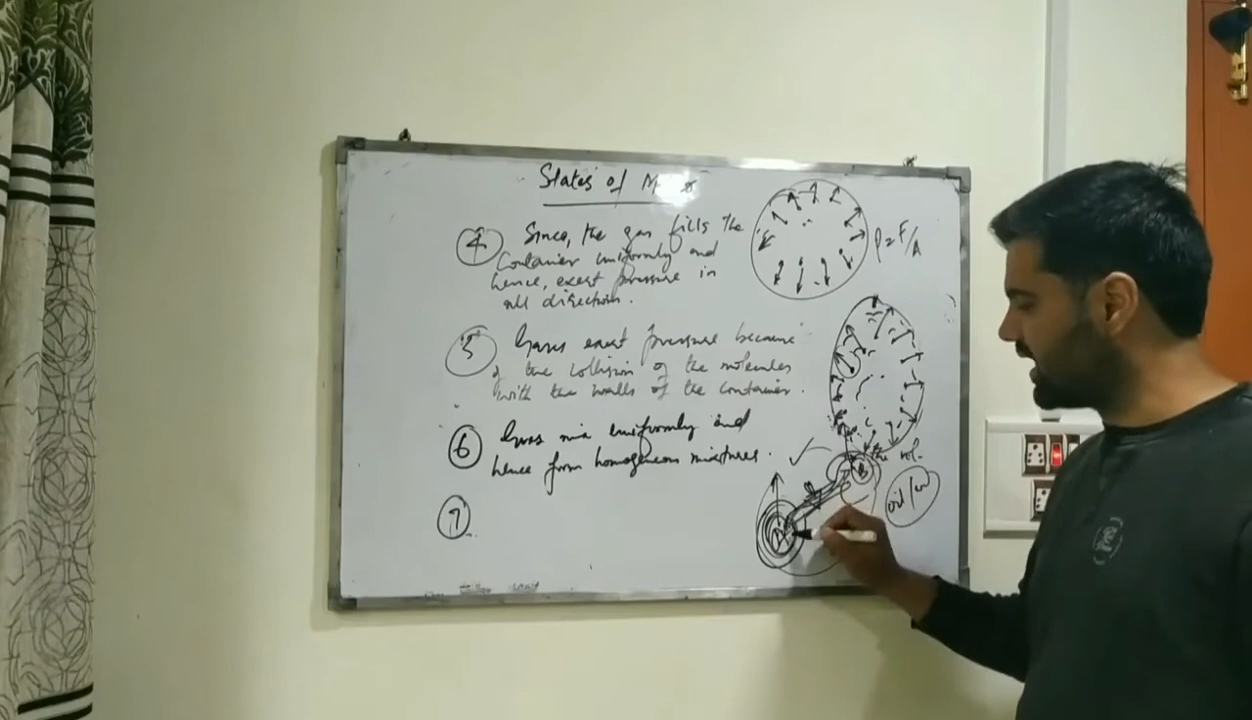 States of
4 Since, the gas fills the
Container uniformly and
hence, exert pressure in
all direction.
P = F/A
5 Gases exert pressure because
of the collision of the molecules
with the walls of the container.
6 Gases mix uniformly and
hence form homogeneous mixtures.
B
7
A